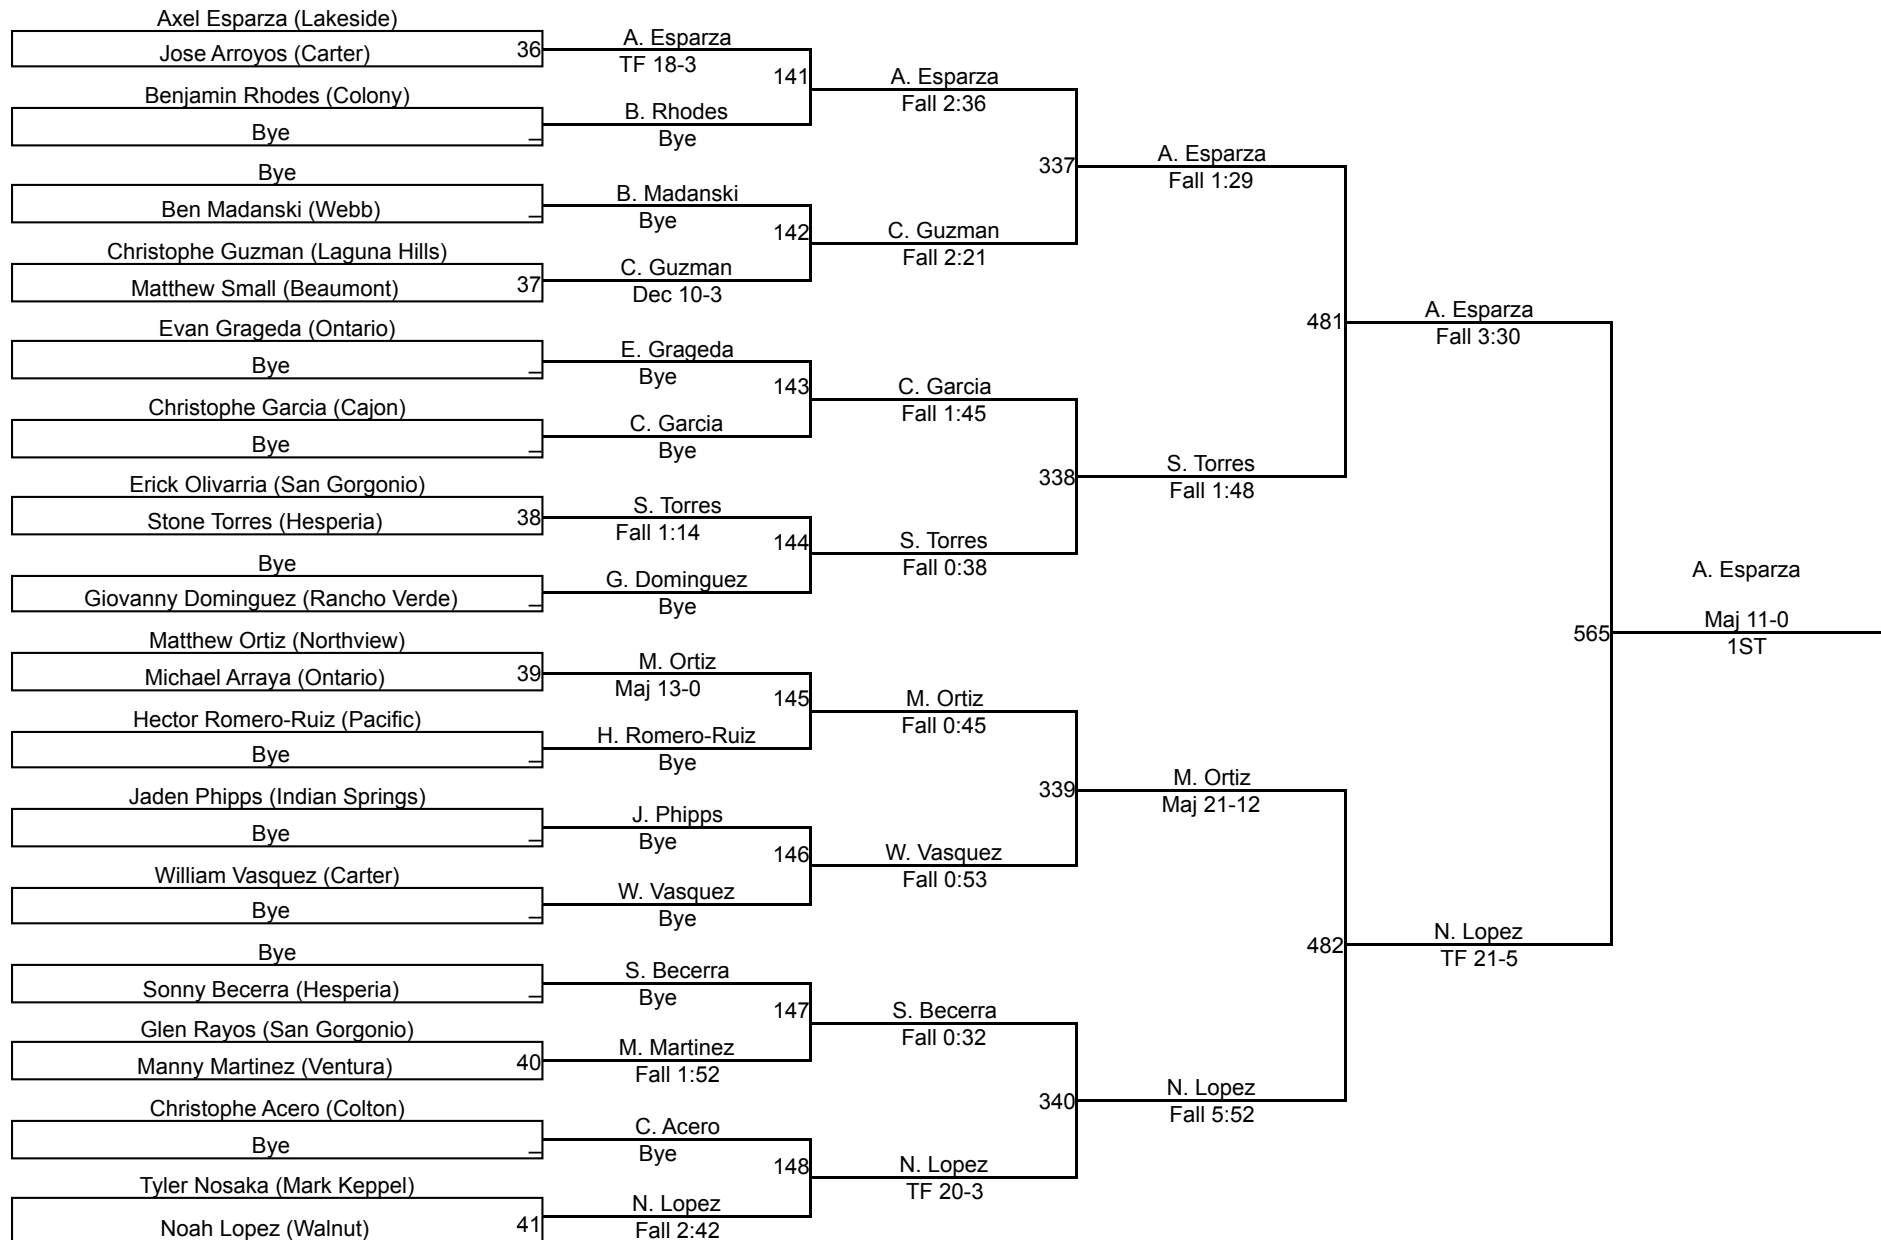 Axel Esparza (Lakeside)
Jose Arroyos (Carter)
36
Benjamin Rhodes (Colony)
Bye
_
Bye
Ben Madanski (Webb)
_
Christophe Guzman (Laguna Hills)
Matthew Small (Beaumont)
37
Evan Grageda (Ontario)
Bye
_
Christophe Garcia (Cajon)
Bye
_
Erick Olivarria (San Gorgonio)
Stone Torres (Hesperia)
38
Bye
Giovanny Dominguez (Rancho Verde)
_
Matthew Ortiz (Northview)
Michael Arraya (Ontario)
39
Hector Romero-Ruiz (Pacific)
Bye
_
Jaden Phipps (Indian Springs)
Bye
_
William Vasquez (Carter)
Bye
_
Bye
Sonny Becerra (Hesperia)
_
Glen Rayos (San Gorgonio)
Manny Martinez (Ventura)
40
Christophe Acero (Colton)
Bye
_
Tyler Nosaka (Mark Keppel)
Noah Lopez (Walnut)
41
A. Esparza
TF 18-3
141
B. Rhodes
Bye
B. Madanski
Bye
142
C. Guzman
Dec 10-3
E. Grageda
Bye
143
C. Garcia
Bye
S. Torres
Fall 1:14
144
G. Dominguez
Bye
M. Ortiz
Maj 13-0
145
H. Romero-Ruiz
Bye
J. Phipps
Bye
146
W. Vasquez
Bye
S. Becerra
Bye
147
M. Martinez
Fall 1:52
C. Acero
Bye
148
N. Lopez
Fall 2:42
A. Esparza
Fall 2:36
337
C. Guzman
Fall 2:21
C. Garcia
Fall 1:45
338
S. Torres
Fall 0:38
M. Ortiz
Fall 0:45
339
W. Vasquez
Fall 0:53
S. Becerra
Fall 0:32
340
N. Lopez
TF 20-3
A. Esparza
Fall 1:29
481
S. Torres
Fall 1:48
M. Ortiz
Maj 21-12
482
N. Lopez
Fall 5:52
A. Esparza
Fall 3:30
565
N. Lopez
TF 21-5
A. Esparza
Maj 11-0
1ST